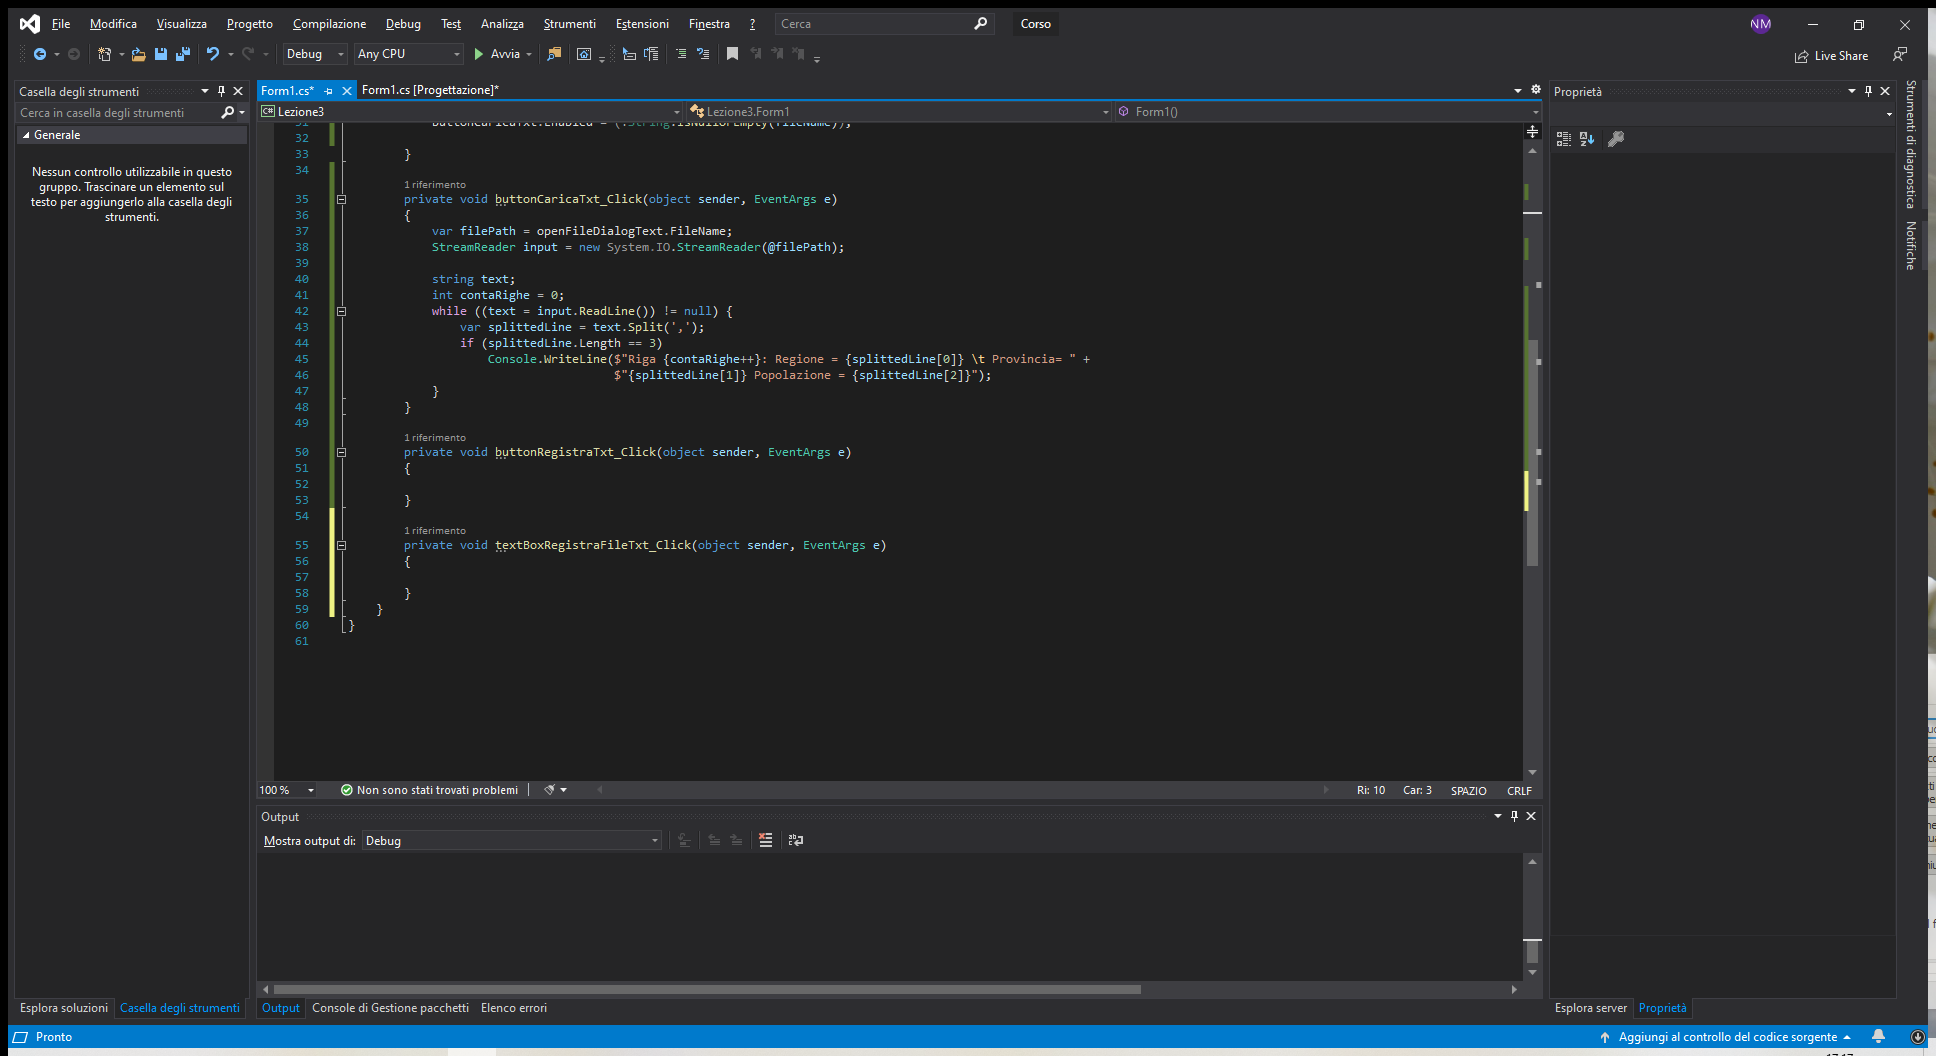 File Modifica Visualizza Progetto Compilazione Debug Test Analizza Strumenti Estensioni Finestra ? Cerca Corso NM
Debug Any CPU Avvia Live Share
Casella degli strumenti
Cerca in casella degli strumenti
Generale
Nessun controllo utilizzabile in questo
gruppo. Trascinare un elemento sul
testo per aggiungerlo alla casella degli
strumenti.
Form1.cs* Form1.cs [Progettazione]*
C# Lezione3 Lezione3.Form1 Form1()
31 buttonCaricaTxt.Enabled = (!String.IsNullOrEmpty(fileName));
32
33 }
34
1 riferimento
35 private void buttonCaricaTxt_Click(object sender, EventArgs e)
36 {
37 var filePath = openFileDialogText.FileName;
38 StreamReader input = new System.IO.StreamReader(@filePath);
39
40 string text;
41 int contaRighe = 0;
42 while ((text = input.ReadLine()) != null) {
43 var splittedLine = text.Split(',');
44 if (splittedLine.Length == 3)
45 Console.WriteLine($"Riga {contaRighe++}: Regione = {splittedLine[0]} \t Provincia= " +
46 $"{splittedLine[1]} Popolazione = {splittedLine[2]}");
47 }
48 }
49
1 riferimento
50 private void buttonRegistraTxt_Click(object sender, EventArgs e)
51 {
52
53 }
54
1 riferimento
55 private void textBoxRegistraFileTxt_Click(object sender, EventArgs e)
56 {
57
58 }
59 }
60 }
61
100 % Non sono stati trovati problemi Ri: 10 Car: 3 SPAZIO CRLF
Output
Mostra output di: Debug
Output Console di Gestione pacchetti Elenco errori
Esplora soluzioni Casella degli strumenti
Proprietà
Esplora server Proprietà
Strumenti di diagnostica
Notifiche
Pronto Aggiungi al controllo del codice sorgente